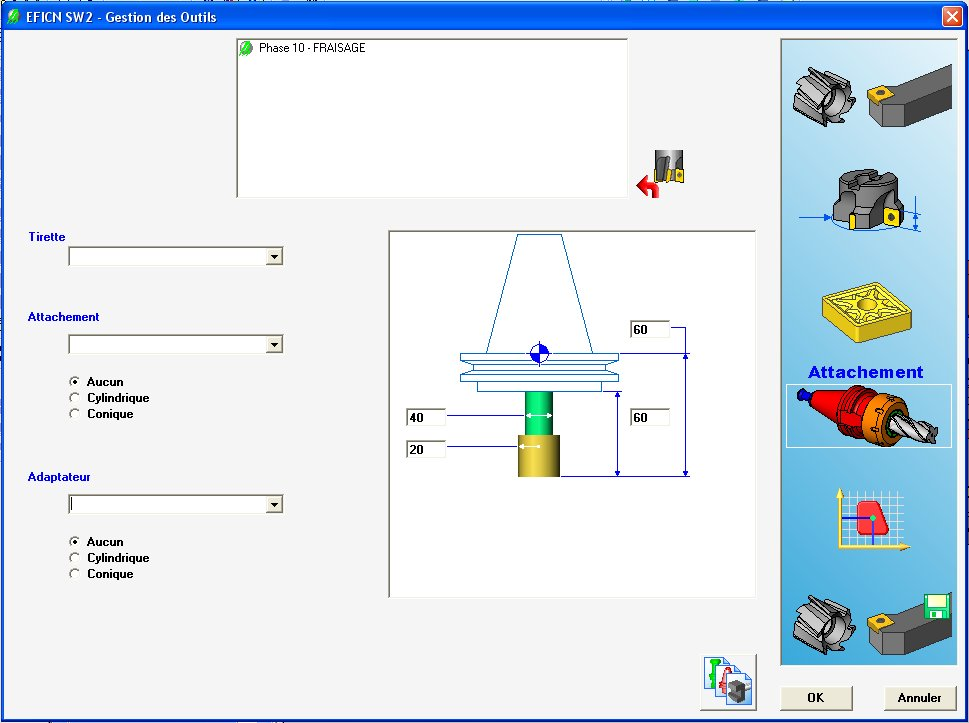 EFICN SW2 - Gestion des Outils
Phase 10 - FRAISAGE
Tirette
Attachement
Aucun
Cylindrique
Conique
Adaptateur
Aucun
Cylindrique
Conique
60
40
60
20
Attachement
OK
Annuler